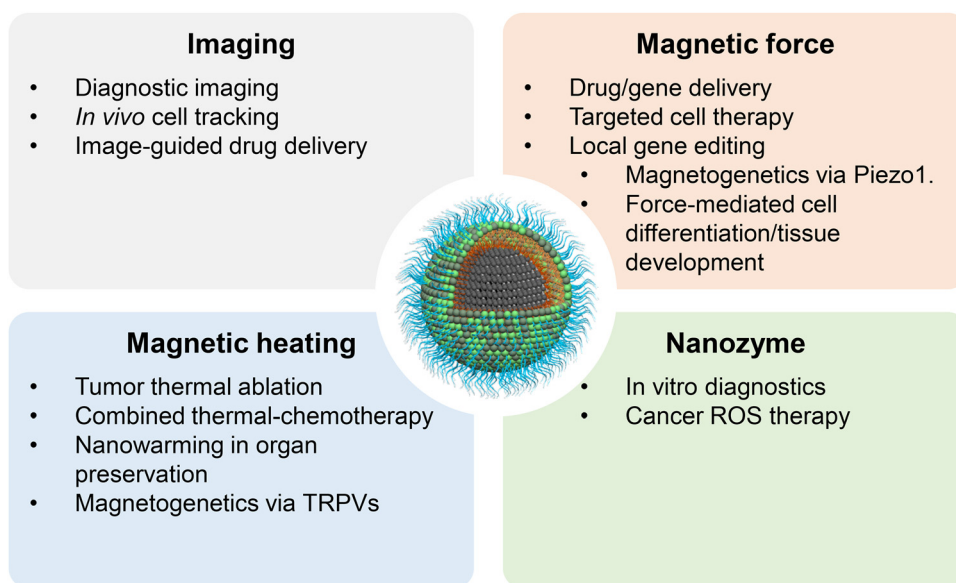 Imaging
• Diagnostic imaging
• In vivo cell tracking
• Image-guided drug delivery
Magnetic force
• Drug/gene delivery
• Targeted cell therapy
• Local gene editing
• Magnetogenetics via Piezo1.
• Force-mediated cell
differentiation/tissue
development
Magnetic heating
• Tumor thermal ablation
• Combined thermal-chemotherapy
• Nanowarming in organ
preservation
• Magnetogenetics via TRPVs
Nanozyme
• In vitro diagnostics
• Cancer ROS therapy